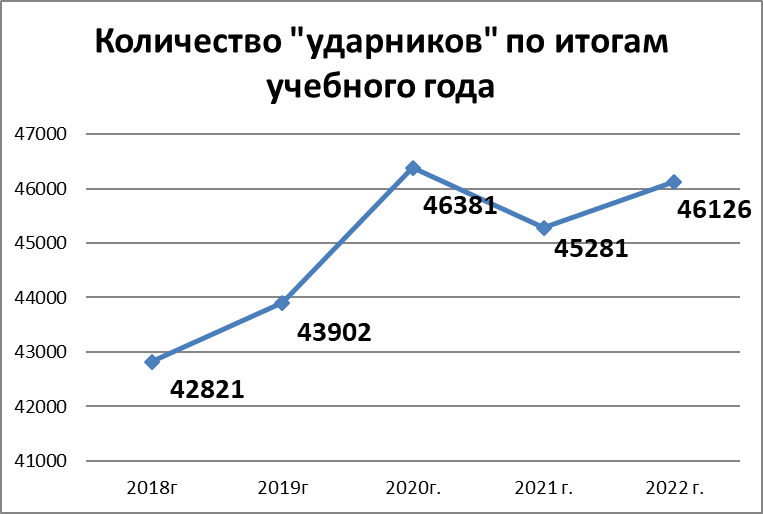 Количество "ударников" по итогам
учебного года
47000
46000
45000
44000
43000
42000
41000
42821
43902
46381
45281
46126
2018г
2019г
2020г.
2021 г.
2022 г.